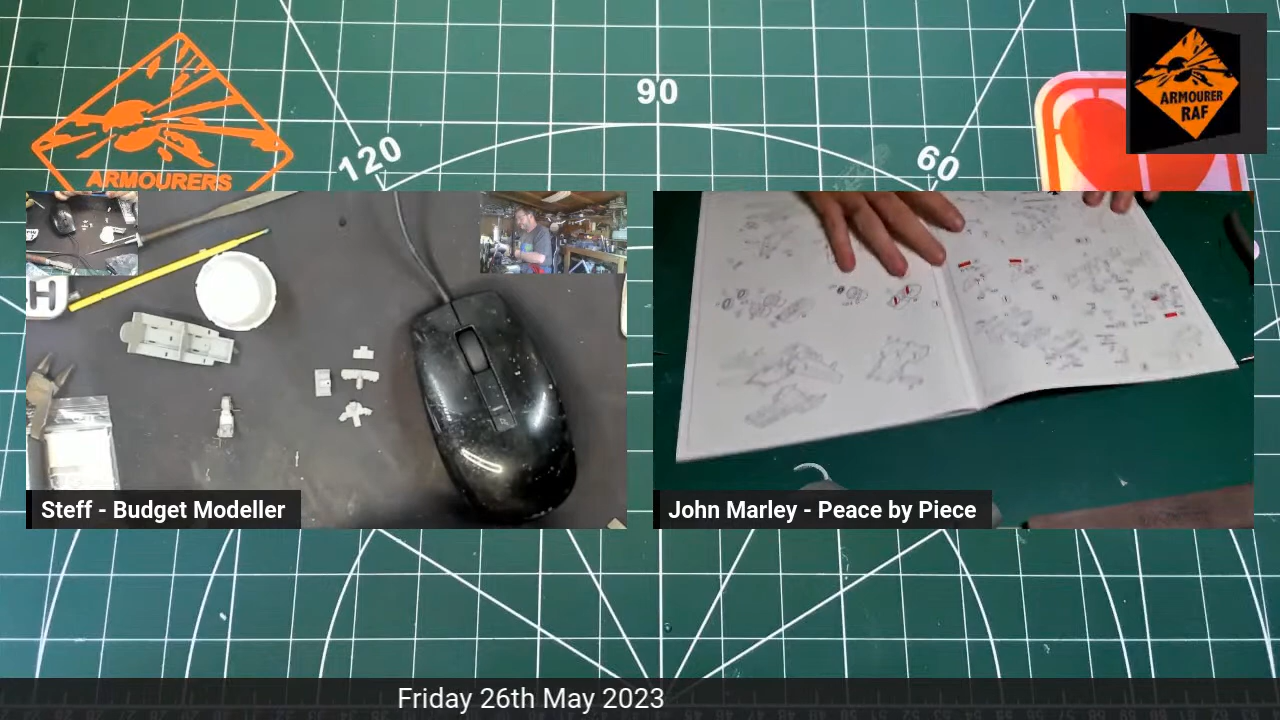 90
120
60
ARMOURERS
ARMOURER
RAF
H
Steff - Budget Modeller
John Marley - Peace by Piece
Friday 26th May 2023